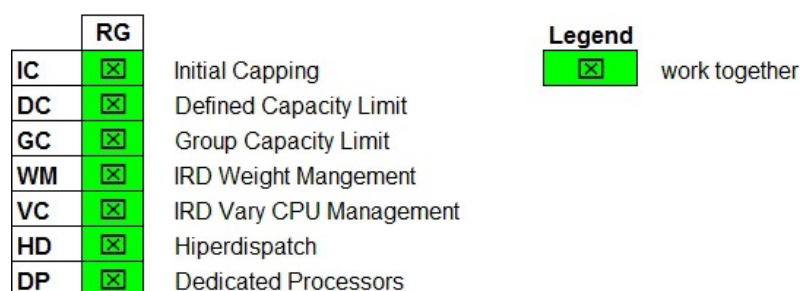 RG
Legend
IC ☒ Initial Capping
☒ work together
DC ☒ Defined Capacity Limit
GC ☒ Group Capacity Limit
WM ☒ IRD Weight Mangement
VC ☒ IRD Vary CPU Management
HD ☒ Hiperdispatch
DP ☒ Dedicated Processors